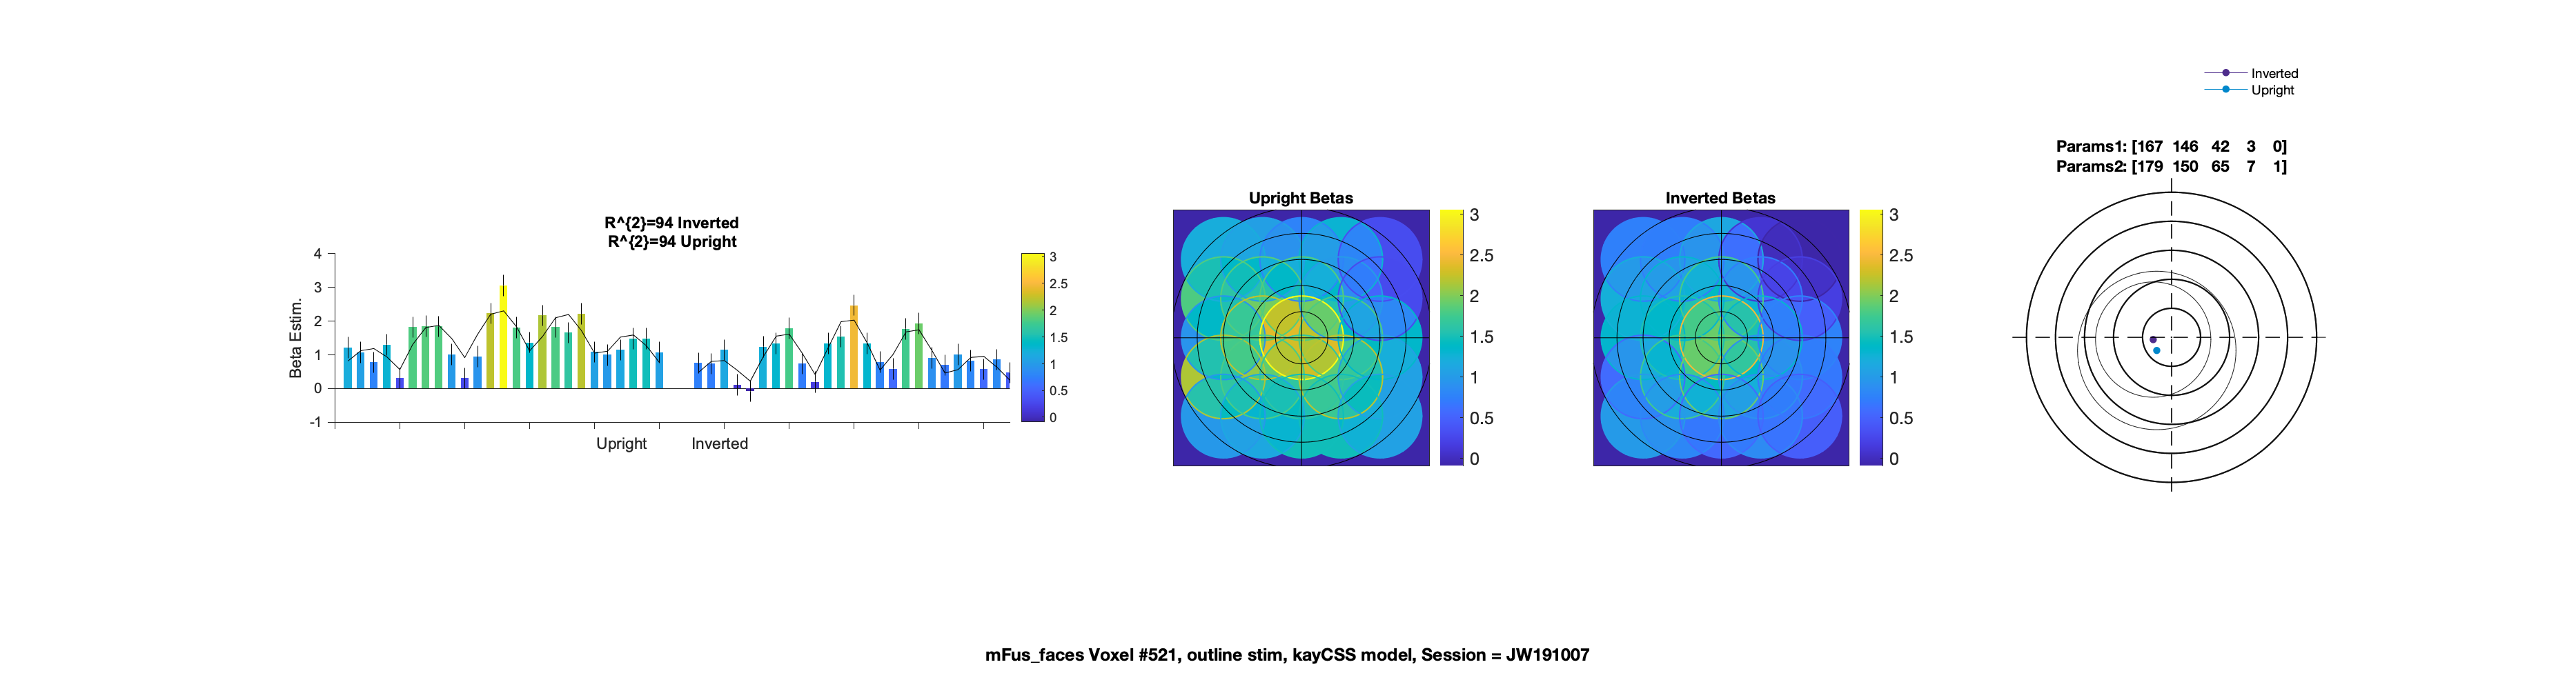 Inverted
Upright
Params1: [167 146 42 3 0]
Params2: [179 150 65 7 1]
R^{2}=94 Inverted
R^{2}=94 Upright
Beta Estim.
4
3
2
1
0
-1
Upright Inverted
3
2.5
2
1.5
1
0.5
0
Upright Betas
3
2.5
2
1.5
1
0.5
0
Inverted Betas
3
2.5
2
1.5
1
0.5
0
mFus_faces Voxel #521, outline stim, kayCSS model, Session = JW191007